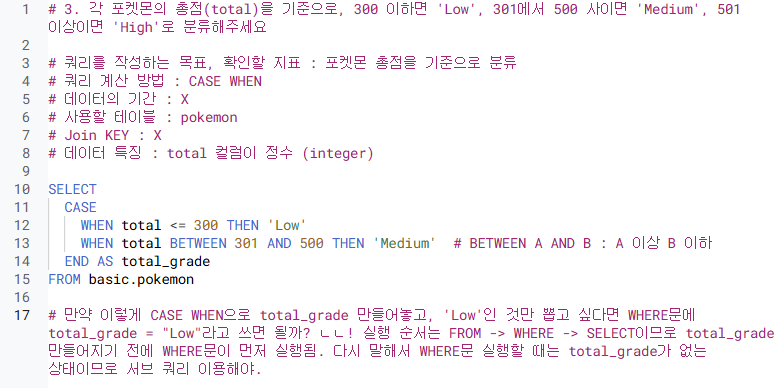 1 # 3. 각 포켓몬의 총점(total)을 기준으로, 300 이하면 'Low', 301에서 500 사이면 'Medium', 501
이상이면 'High'로 분류해주세요
2
3 # 쿼리를 작성하는 목표, 확인할 지표 : 포켓몬 총점을 기준으로 분류
4 # 쿼리 계산 방법 : CASE WHEN
5 # 데이터의 기간 : X
6 # 사용할 테이블 : pokemon
7 # Join KEY : X
8 # 데이터 특징 : total 컬럼이 정수 (integer)
9
10 SELECT
11 CASE
12 WHEN total <= 300 THEN 'Low'
13 WHEN total BETWEEN 301 AND 500 THEN 'Medium' # BETWEEN A AND B : A 이상 B 이하
14 END AS total_grade
15 FROM basic.pokemon
16
17 # 만약 이렇게 CASE WHEN으로 total_grade 만들어놓고, 'Low'인 것만 뽑고 싶다면 WHERE문에
total_grade = "Low"라고 쓰면 될까? ㄴㄴ! 실행 순서는 FROM -> WHERE -> SELECT이므로 total_grade
만들어지기 전에 WHERE문이 먼저 실행됨. 다시 말해서 WHERE문 실행할 때는 total_grade가 없는
상태이므로 서브 쿼리 이용해야.